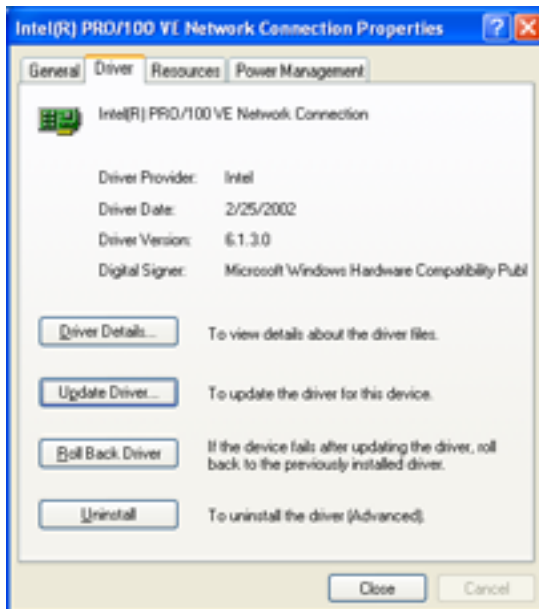 Intel(R) PRO/100 VE Network Connection Properties
General Driver Resources Power Management
Intel(R) PRO/100 VE Network Connection
Driver Provider: Intel
Driver Date: 2/25/2002
Driver Version: 6.1.3.0
Digital Signer: Microsoft Windows Hardware Compatibility Publ
Driver Details... To view details about the driver files.
Update Driver... To update the driver for this device.
Roll Back Driver If the device fails after updating the driver, roll
back to the previously installed driver.
Uninstall To uninstall the driver (Advanced).
Close Cancel